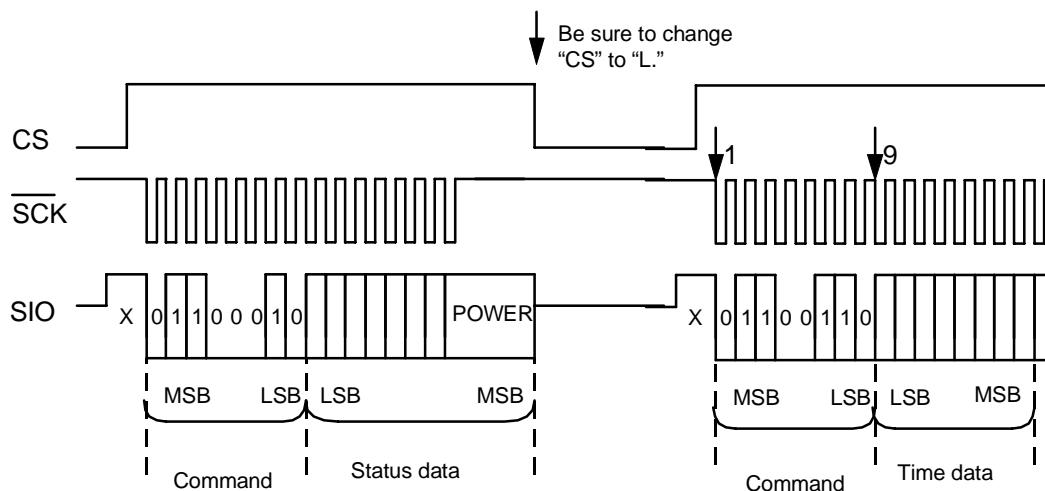 Be sure to change
“CS” to “L.”
CS
1
9
SCK
SIO
X 0 1 1 0 0 0 1 0
POWER
X 0 1 1 0 0 1 1 0
MSB LSB LSB MSB
MSB LSB LSB MSB
Command
Status data
Command
Time data